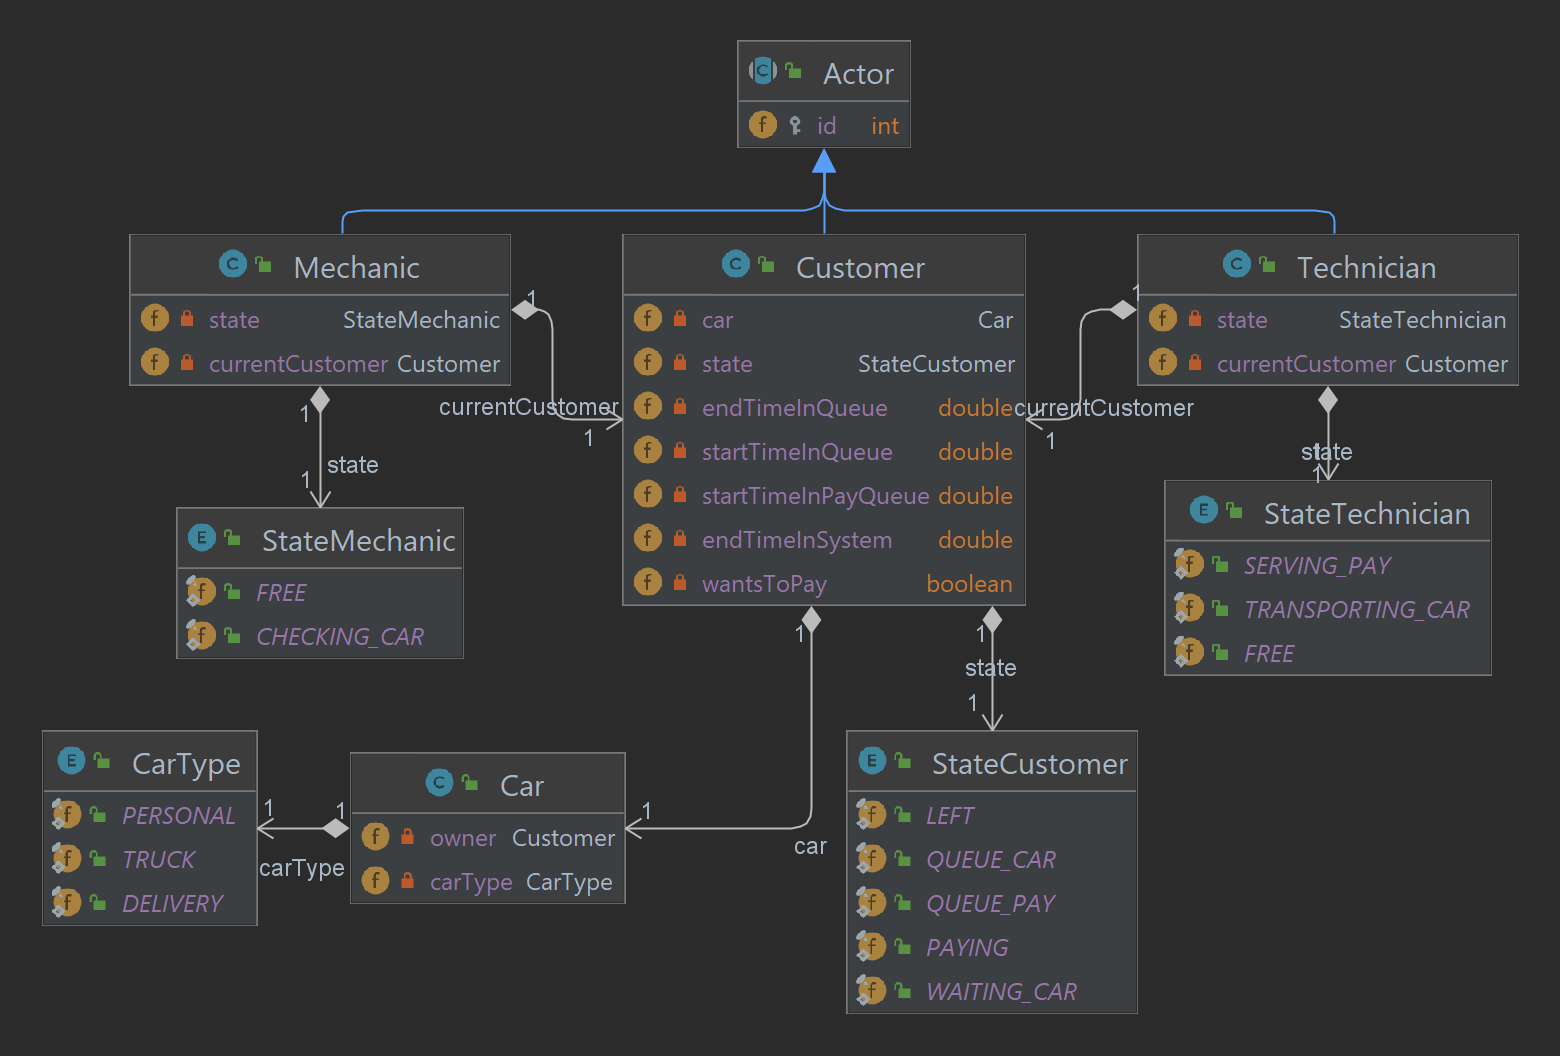 Actor
id int
Mechanic
state StateMechanic
currentCustomer Customer
Customer
car Car
state StateCustomer
endTimeInQueue double
startTimeInQueue double
startTimeInPayQueue double
endTimeInSystem double
wantsToPay boolean
Technician
state StateTechnician
currentCustomer Customer
1
currentCustomer
1
1
currentCustomer
1
1
state
1
state
1
StateMechanic
FREE
CHECKING_CAR
StateTechnician
SERVING_PAY
TRANSPORTING_CAR
FREE
1
1
state
1
1
car
CarType
PERSONAL
TRUCK
DELIVERY
1
1
carType
Car
owner Customer
carType CarType
StateCustomer
LEFT
QUEUE_CAR
QUEUE_PAY
PAYING
WAITING_CAR